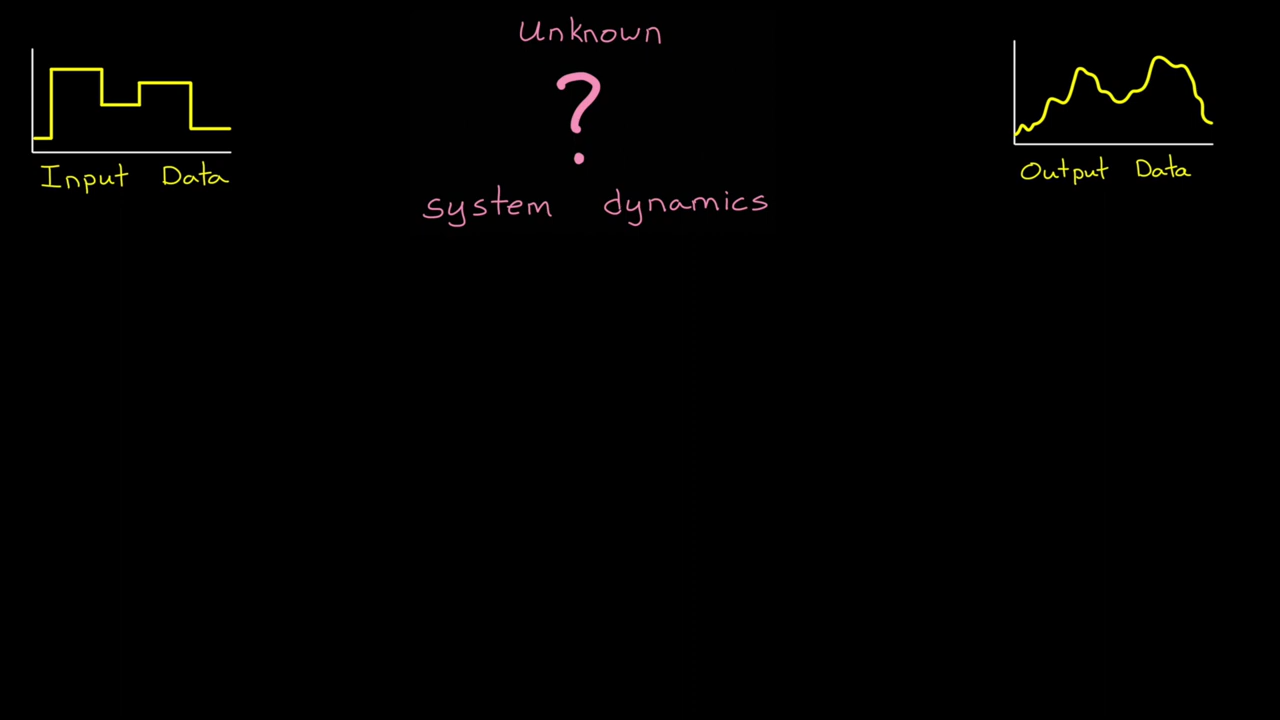 Unknown
?
system dynamics
Input Data
Output Data